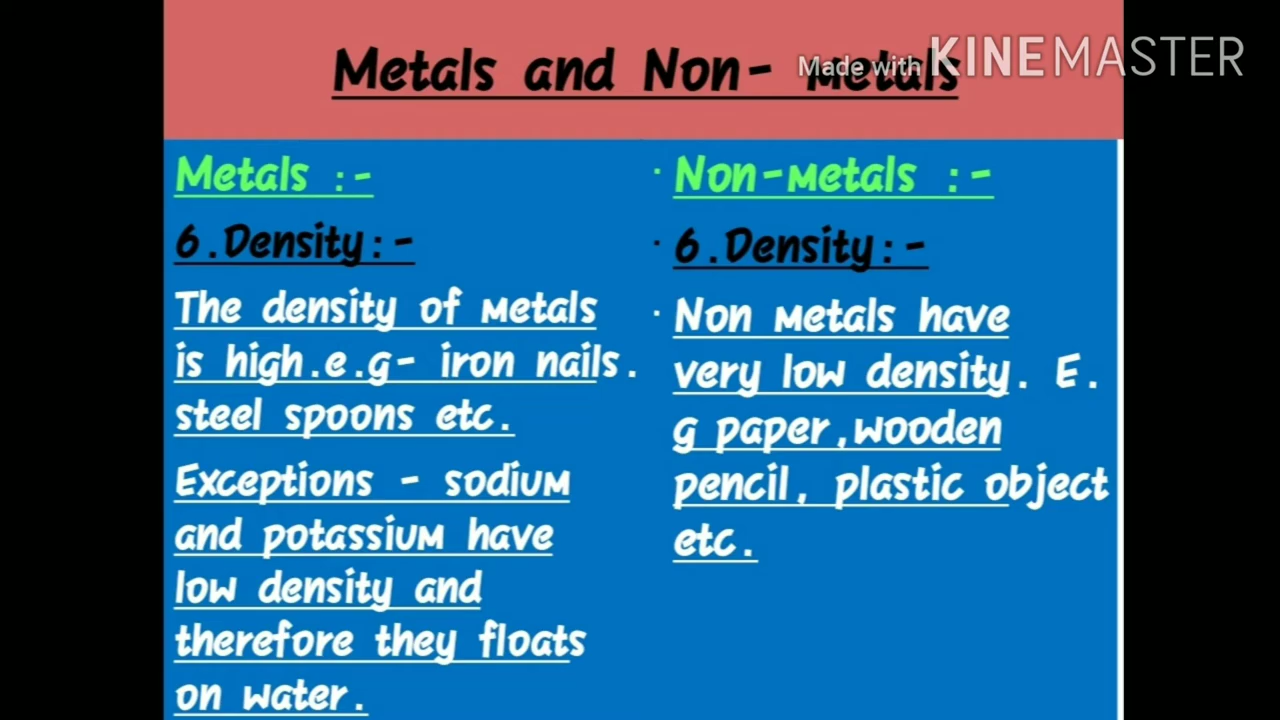 Metals and Non- metals
Made with KINEMASTER
Metals :-
6.Density:-
The density of metals
is high.e.g- iron nails.
steel spoons etc.
Exceptions - sodium
and potassium have
low density and
therefore they floats
on water.
· Non-metals :-
· 6.Density:-
· Non metals have
very low density. E.
g paper,wooden
pencil, plastic object
etc.